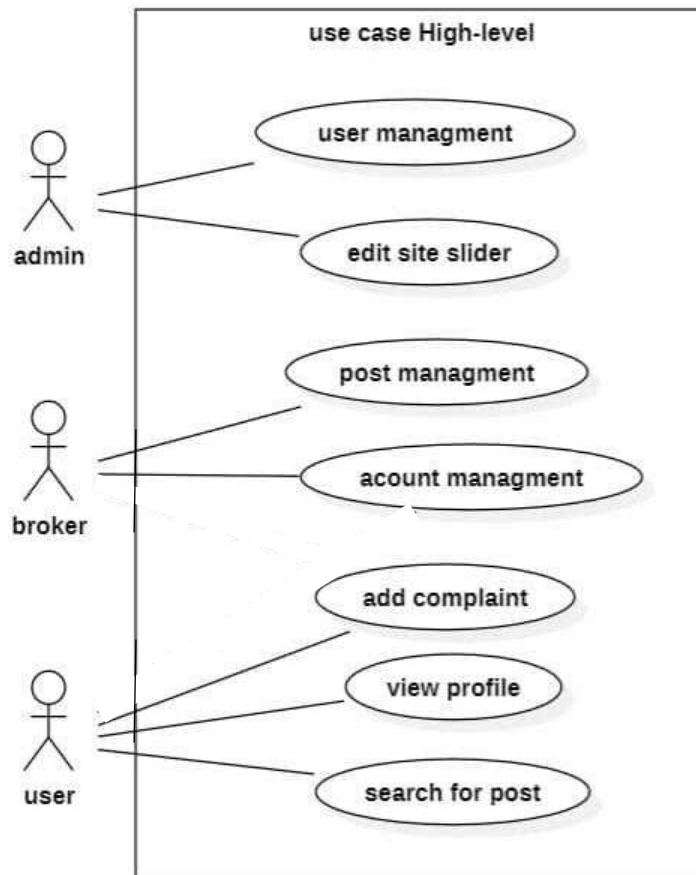 use case High-level
user managment
admin
edit site slider
post managment
broker
acount managment
add complaint
view profile
user
search for post